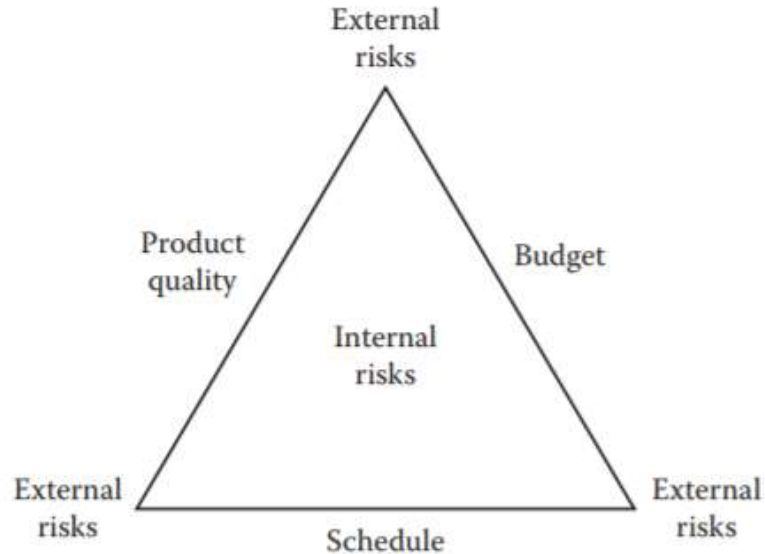 External
risks
Product
quality
Budget
Internal
risks
External
risks
External
risks
Schedule